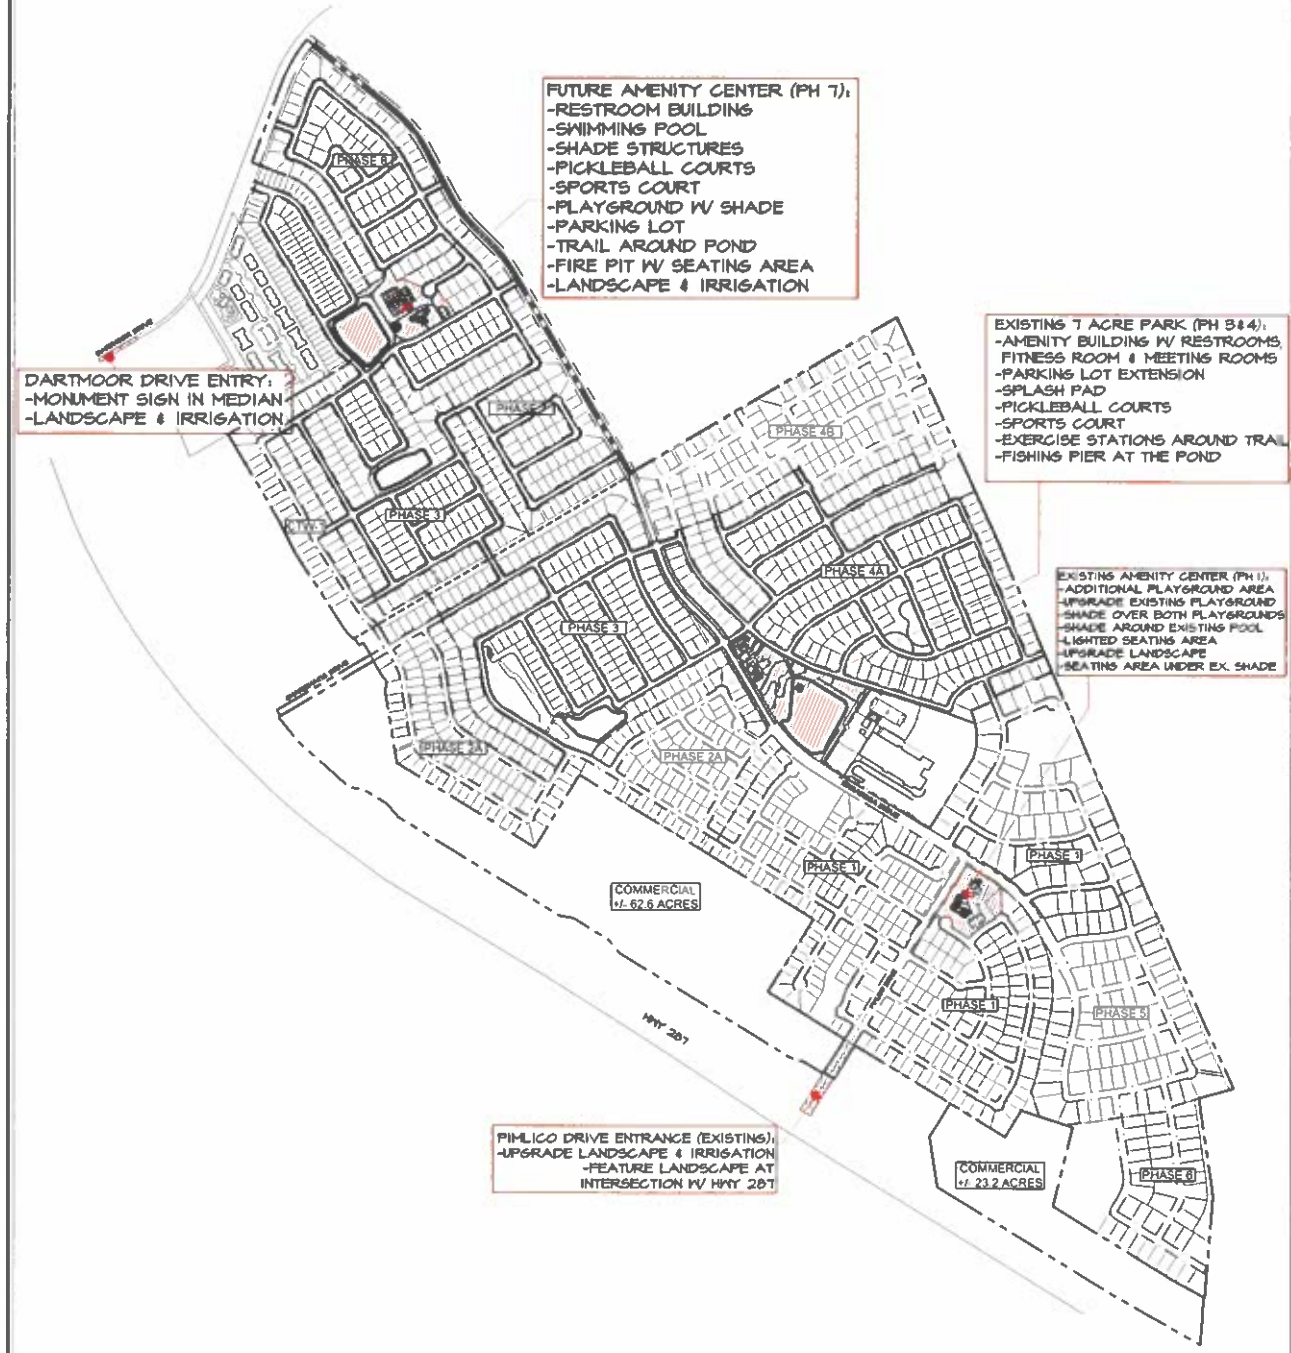 FUTURE AMENITY CENTER (PH 7):
-RESTROOM BUILDING
-SWIMMING POOL
-SHADE STRUCTURES
-PICKLEBALL COURTS
-SPORTS COURT
-PLAYGROUND W/ SHADE
-PARKING LOT
-TRAIL AROUND POND
-FIRE PIT W/ SEATING AREA
-LANDSCAPE & IRRIGATION
DARTMOOR DRIVE
DARTMOOR DRIVE ENTRY:
-MONUMENT SIGN IN MEDIAN
-LANDSCAPE & IRRIGATION
EXISTING 7 ACRE PARK (PH 3&4):
-AMENITY BUILDING W/ RESTROOMS,
FITNESS ROOM & MEETING ROOMS
-PARKING LOT EXTENSION
-SPLASH PAD
-PICKLEBALL COURTS
-SPORTS COURT
-EXERCISE STATIONS AROUND TRAIL
-FISHING PIER AT THE POND
EXISTING AMENITY CENTER (PH 1):
-ADDITIONAL PLAYGROUND AREA
-UPGRADE EXISTING PLAYGROUND
-SHADE OVER BOTH PLAYGROUNDS
-SHADE AROUND EXISTING POOL
-LIGHTED SEATING AREA
-UPGRADE LANDSCAPE
-SEATING AREA UNDER EX. SHADE
PHASE
PHASE
PHASE 4B
PHASE 3
PHASE 4A
PHASE 3
PHASE 2A
PHASE 2A
PHASE 1
PHASE 1
COMMERCIAL
+/- 62.6 ACRES
PHASE 1
PHASE 5
HWY 287
PIMLICO DRIVE ENTRANCE (EXISTING):
-UPGRADE LANDSCAPE & IRRIGATION
-FEATURE LANDSCAPE AT
INTERSECTION W/ HWY 287
COMMERCIAL
+/- 23.2 ACRES
PHASE 6